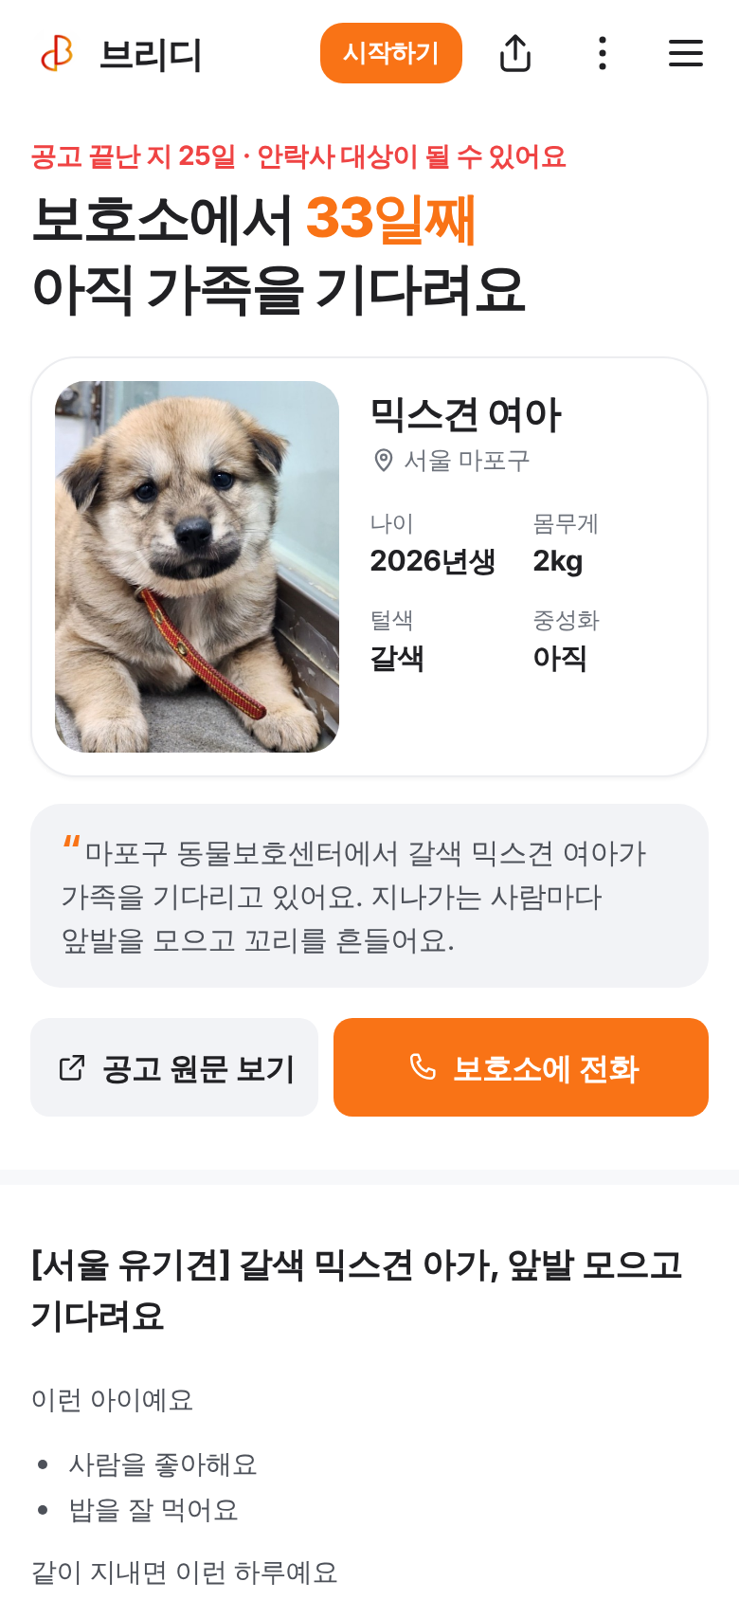 브리디
시작하기
공고 끝난 지 25일 · 안락사 대상이 될 수 있어요
보호소에서 33일째
아직 가족을 기다려요
믹스견 여아
서울 마포구
나이
몸무게
2026년생
2kg
털색
중성화
갈색
아직
“마포구 동물보호센터에서 갈색 믹스견 여아가
가족을 기다리고 있어요. 지나가는 사람마다
앞발을 모으고 꼬리를 흔들어요.
공고 원문 보기
보호소에 전화
[서울 유기견] 갈색 믹스견 아가, 앞발 모으고
기다려요
이런 아이예요
• 사람을 좋아해요
• 밥을 잘 먹어요
같이 지내면 이런 하루예요